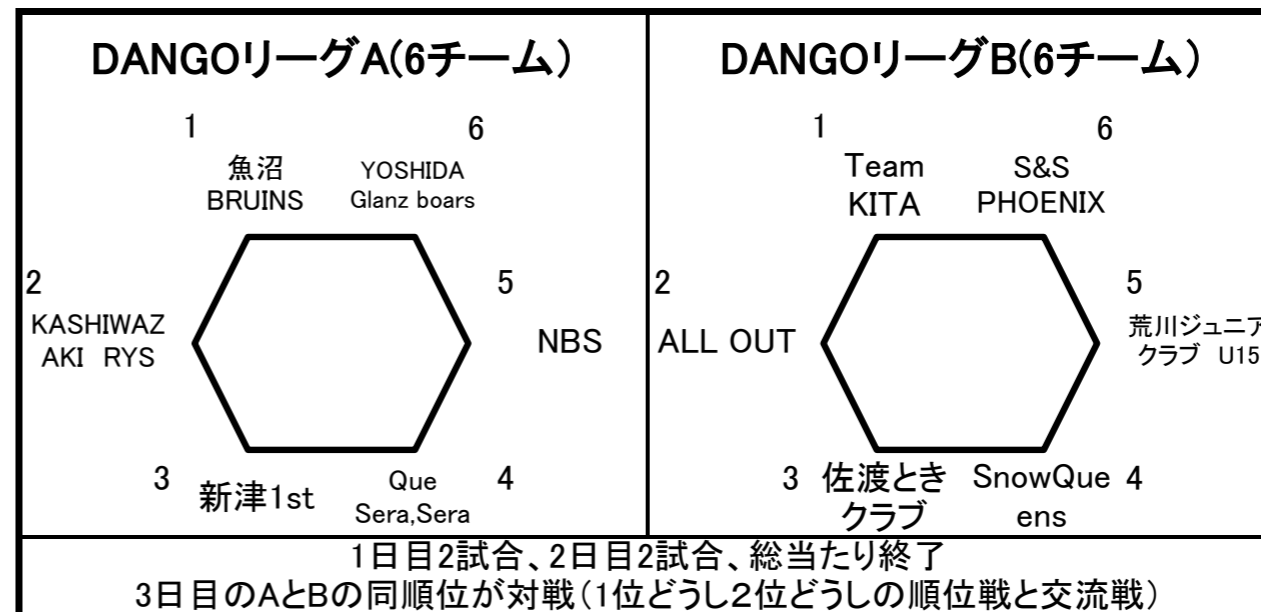 DANGOリーグA(6チーム)
1
6
魚沼
BRUINS
YOSHIDA
Glanz boars
2
KASHIWAZ
AKI RYS
5
NBS
3
新津1st
Que
Sera,Sera
4
DANGOリーグB(6チーム)
1
6
Team
KITA
S&S
PHOENIX
2
ALL OUT
5
荒川ジュニア
クラブ U15
3
佐渡とき
クラブ
SnowQue
ens
4
1日目2試合、2日目2試合、総当たり終了
3日目のAとBの同順位が対戦(1位どうし2位どうしの順位戦と交流戦)